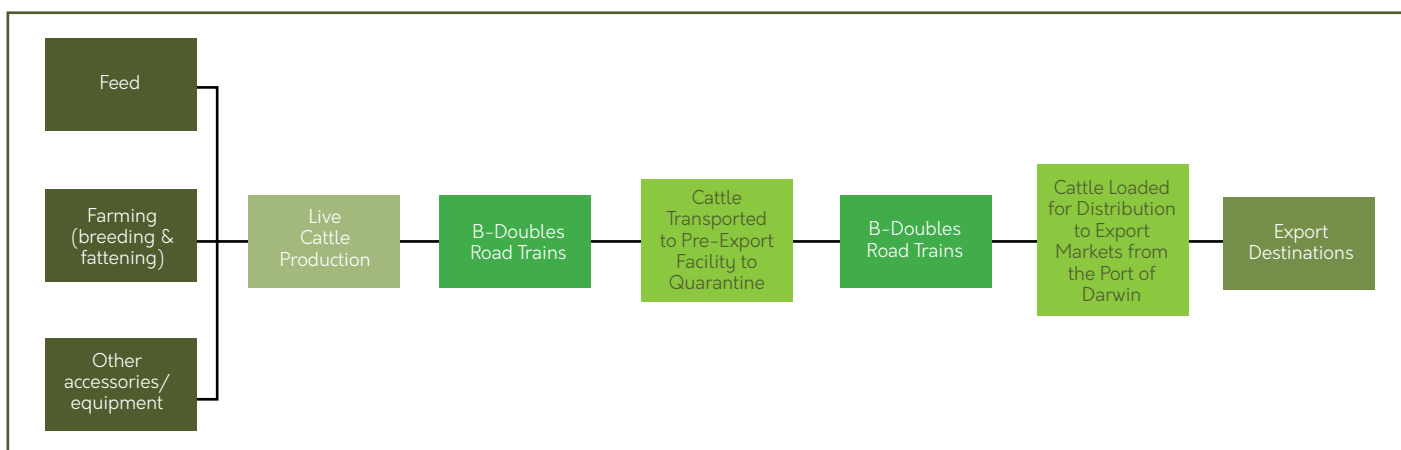 Feed
Farming
(breeding &
fattening)
Other
accessories/
equipment
Live
Cattle
Production
B-Doubles
Road Trains
Cattle
Transported
to Pre-Export
Facility to
Quarantine
B-Doubles
Road Trains
Cattle Loaded
for Distribution
to Export
Markets from
the Port of
Darwin
Export
Destinations